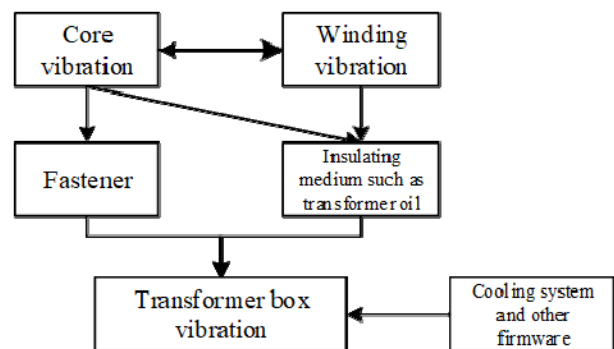 Core
vibration
Winding
vibration
Fastener
Insulating
medium such as
transformer oil
Transformer box
vibration
Cooling system
and other
firmware